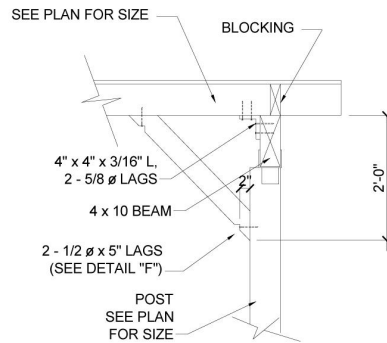 SEE PLAN FOR SIZE
BLOCKING
4" x 4" x 3/16" L,
2 - 5/8 ø LAGS
2"
4 x 10 BEAM
2'-0"
2 - 1/2 ø x 5" LAGS
(SEE DETAIL "F")
POST
SEE PLAN
FOR SIZE